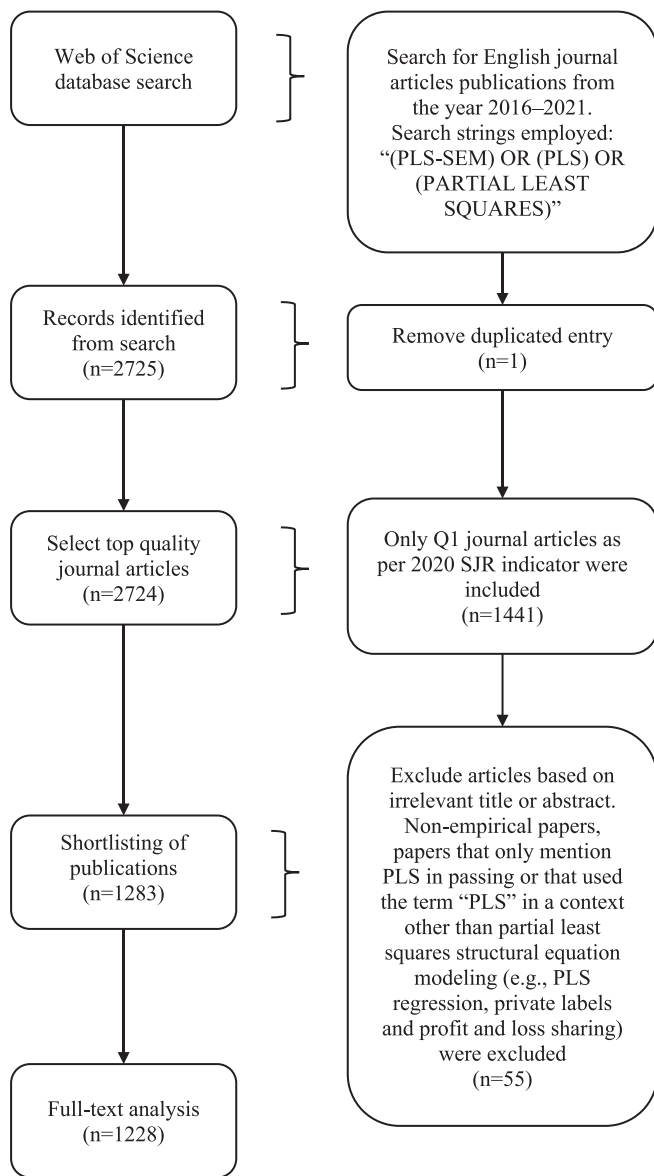 Web of Science
database search
Search for English journal
articles publications from
the year 2016–2021.
Search strings employed:
“(PLS-SEM) OR (PLS) OR
(PARTIAL LEAST
SQUARES)”
Records identified
from search
(n=2725)
Remove duplicated entry
(n=1)
Select top quality
journal articles
(n=2724)
Only Q1 journal articles as
per 2020 SJR indicator were
included
(n=1441)
Shortlisting of
publications
(n=1283)
Exclude articles based on
irrelevant title or abstract.
Non-empirical papers,
papers that only mention
PLS in passing or that used
the term “PLS” in a context
other than partial least
squares structural equation
modeling (e.g., PLS
regression, private labels
and profit and loss sharing)
were excluded
(n=55)
Full-text analysis
(n=1228)